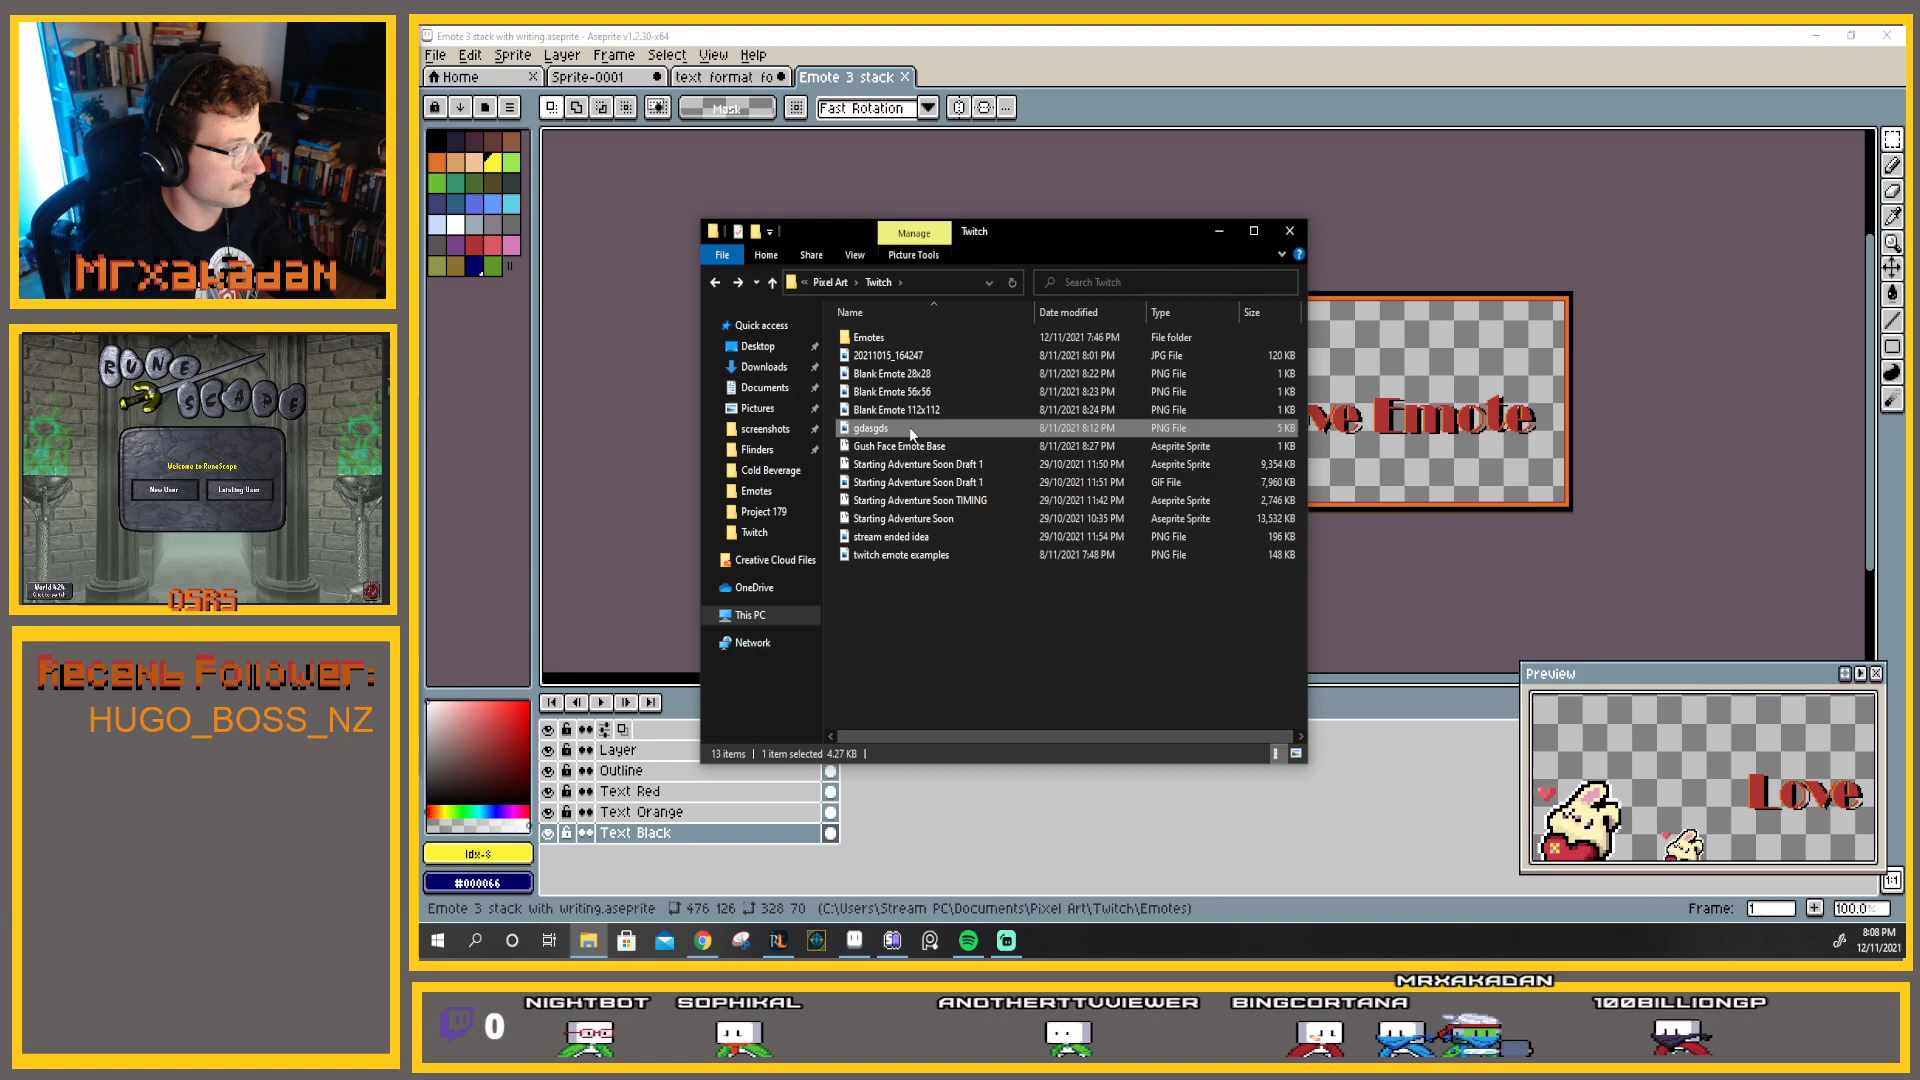 Mrxakadan
RUNE
SCAPE
Welcome to RuneScape
New User
Existing User
World 424
Click to switch
OSRS
Recent Follower:
HUGO_BOSS_NZ
Emote 3 stack with writing.aseprite - Aseprite v1.2.30-x64
File Edit Sprite Layer Frame Select View Help
Home
Sprite-0001
text format fo
Emote 3 stack
Mask
Fast Rotation
Manage
Twitch
File
Home
Share
View
Picture Tools
« Pixel Art > Twitch >
Search Twitch
Name Date modified Type Size
Quick access
Desktop
Downloads
Documents
Pictures
screenshots
Flinders
Cold Beverage
Emotes
Project 179
Twitch
Creative Cloud Files
OneDrive
This PC
Network
Emotes 12/11/2021 7:46 PM File folder
20211015_164247 8/11/2021 8:01 PM JPG File 120 KB
Blank Emote 28x28 8/11/2021 8:22 PM PNG File 1 KB
Blank Emote 56x56 8/11/2021 8:23 PM PNG File 1 KB
Blank Emote 112x112 8/11/2021 8:24 PM PNG File 1 KB
gdasgds 8/11/2021 8:12 PM PNG File 5 KB
Gush Face Emote Base 8/11/2021 8:27 PM Aseprite Sprite 1 KB
Starting Adventure Soon Draft 1 29/10/2021 11:50 PM Aseprite Sprite 9,354 KB
Starting Adventure Soon Draft 1 29/10/2021 11:51 PM GIF File 7,960 KB
Starting Adventure Soon TIMING 29/10/2021 11:42 PM Aseprite Sprite 2,746 KB
Starting Adventure Soon 29/10/2021 10:35 PM Aseprite Sprite 13,532 KB
stream ended idea 29/10/2021 11:54 PM PNG File 196 KB
twitch emote examples 8/11/2021 7:48 PM PNG File 148 KB
13 items 1 item selected 4.27 KB
ve Emote
Preview
Love
Layer
Outline
Text Red
Text Orange
Text Black
Idx-8
#000066
Emote 3 stack with writing.aseprite 476 126 328 70 (C:\Users\Stream PC\Documents\Pixel Art\Twitch\Emotes)
Frame: 1
100.0
1:1
8:08 PM
12/11/2021
0
NIGHTBOT
SOPHIKAL
ANOTHERTTVVIEWER
BINGCORTANA
MRXAKADAN
100BILLIONGP